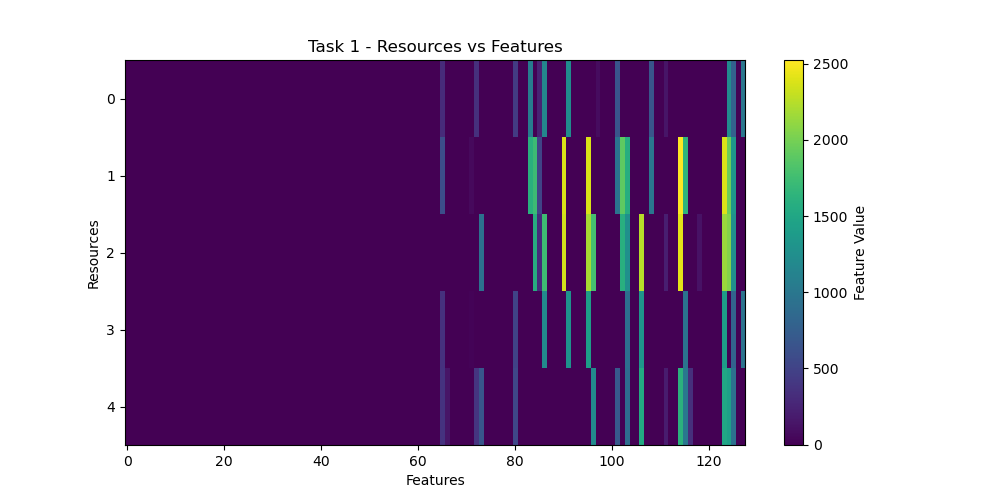 Task 1 - Resources vs Features
Resources
0
1
2
3
4
0 20 40 60 80 100 120
Features
2500
2000
1500
1000
500
0
Feature Value